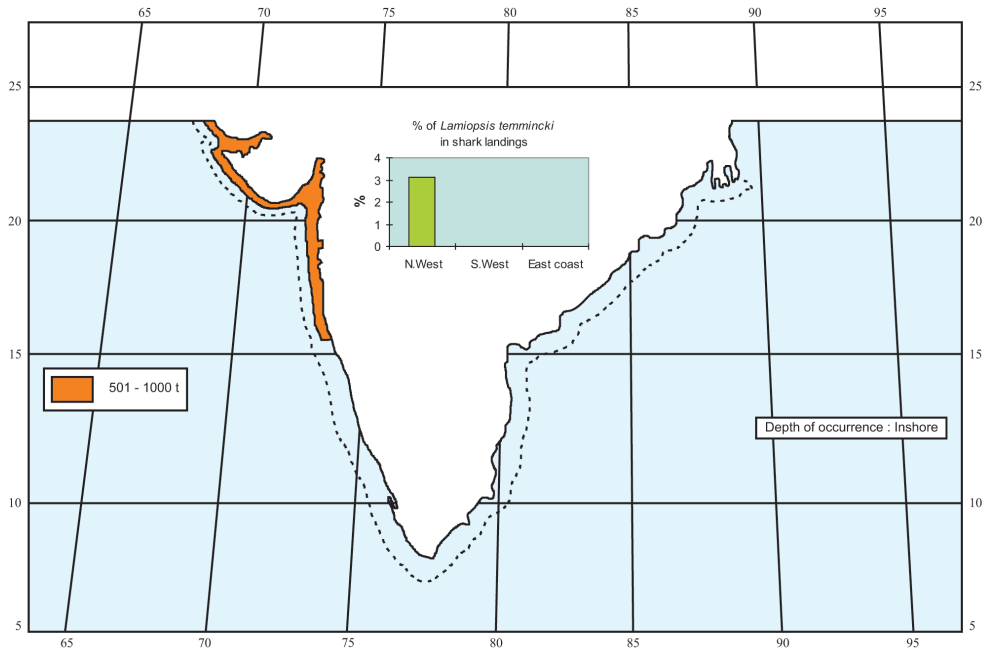 65 70 75 80 85 90 95
25 25
% of Lamiopsis temmincki
in shark landings
4
3
%
2
1
0
N.West S.West East coast
20 20
15 15
501 - 1000 t
Depth of occurrence : Inshore
10 10
5 5
65 70 75 80 85 90 95